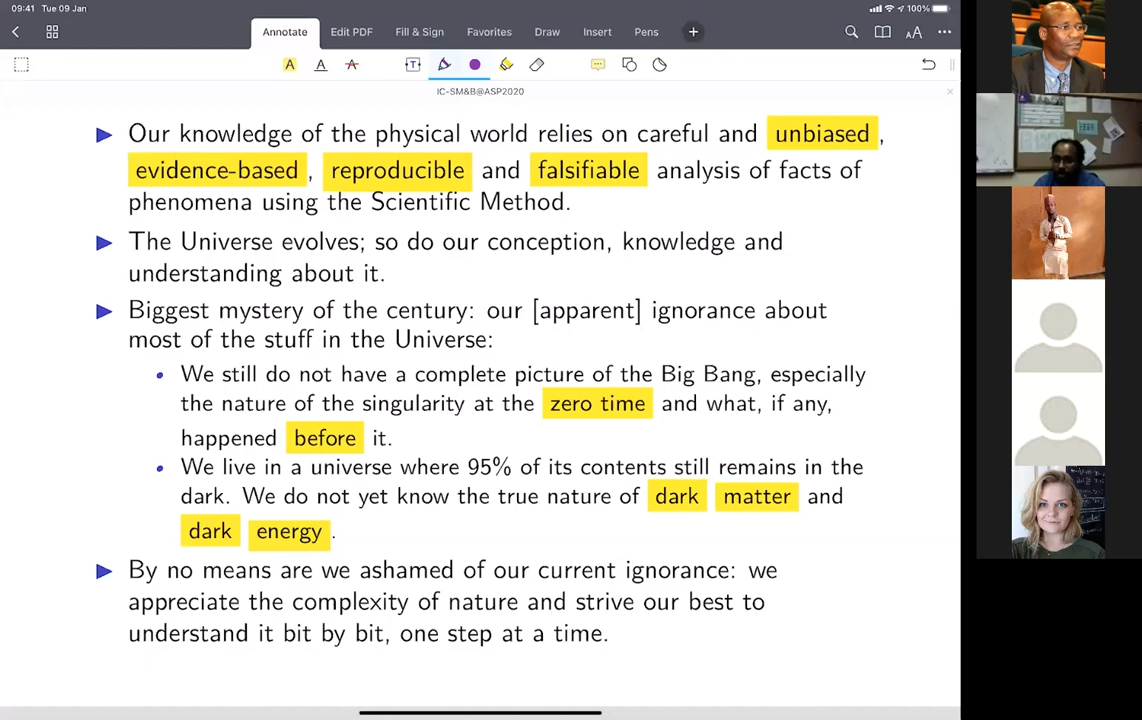 09:41 Tue 09 Jan
100%
Annotate Edit PDF Fill & Sign Favorites Draw Insert Pens
AA
A A A T
IC-SM&B@ASP2020
Our knowledge of the physical world relies on careful and unbiased,
evidence-based, reproducible and falsifiable analysis of facts of
phenomena using the Scientific Method.
The Universe evolves; so do our conception, knowledge and
understanding about it.
Biggest mystery of the century: our [apparent] ignorance about
most of the stuff in the Universe:
We still do not have a complete picture of the Big Bang, especially
the nature of the singularity at the zero time and what, if any,
happened before it.
We live in a universe where 95% of its contents still remains in the
dark. We do not yet know the true nature of dark matter and
dark energy.
By no means are we ashamed of our current ignorance: we
appreciate the complexity of nature and strive our best to
understand it bit by bit, one step at a time.